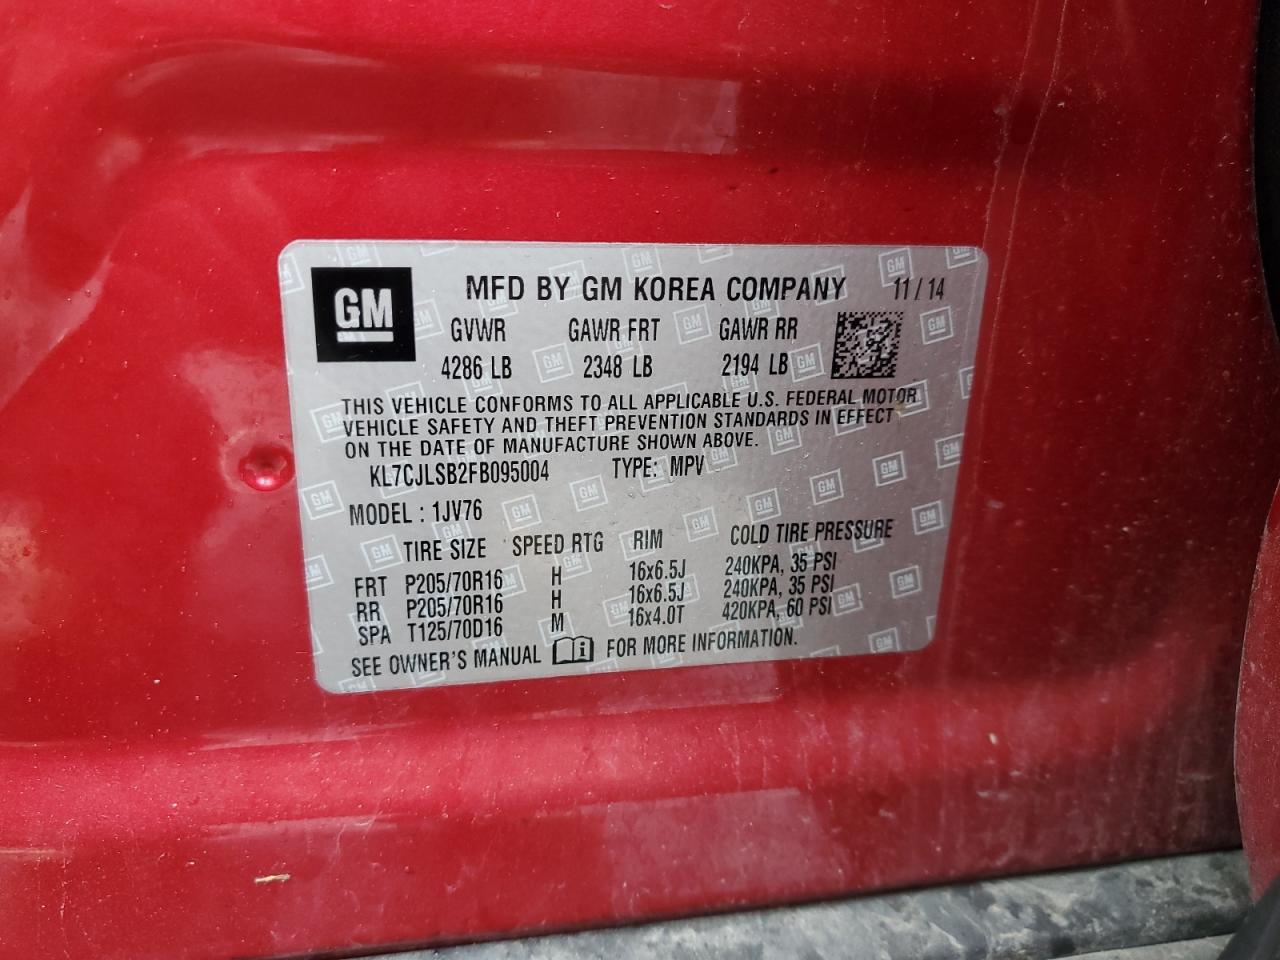 GM
MFD BY GM KOREA COMPANY 11/14
GVWR GAWR FRT GAWR RR
4286 LB 2348 LB 2194 LB
THIS VEHICLE CONFORMS TO ALL APPLICABLE U.S. FEDERAL MOTOR
VEHICLE SAFETY AND THEFT PREVENTION STANDARDS IN EFFECT
ON THE DATE OF MANUFACTURE SHOWN ABOVE.
KL7CJLSB2FB095004 TYPE: MPV
MODEL : 1JV76
TIRE SIZE SPEED RTG RIM COLD TIRE PRESSURE
FRT P205/70R16 H 16x6.5J 240KPA, 35 PSI
RR P205/70R16 H 16x6.5J 240KPA, 35 PSI
SPA T125/70D16 M 16x4.0T 420KPA, 60 PSI
SEE OWNER'S MANUAL i FOR MORE INFORMATION.